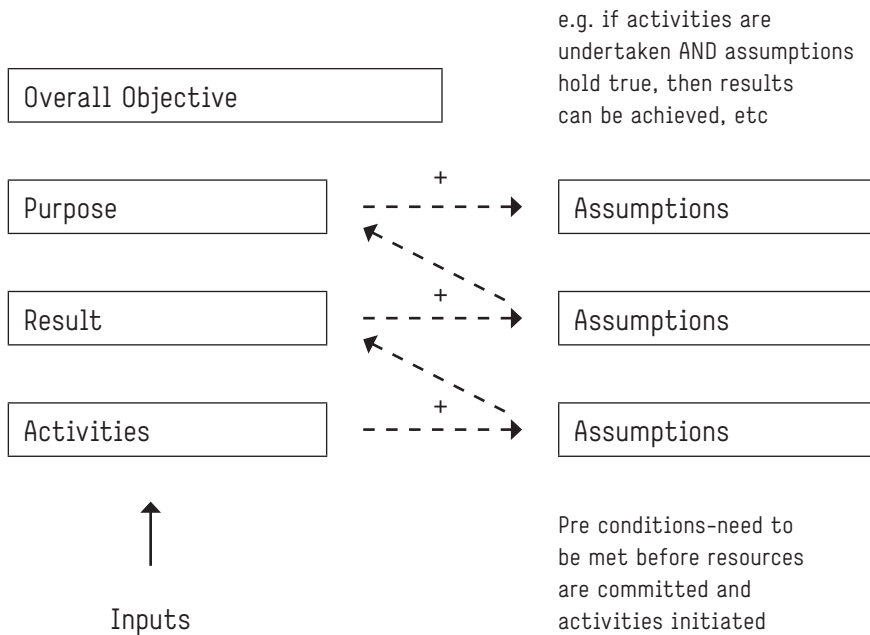 e.g. if activities are
undertaken AND assumptions
hold true, then results
can be achieved, etc
Overall Objective
+
Purpose
Assumptions
+
Result
Assumptions
+
Activities
Assumptions
Pre conditions-need to
be met before resources
are committed and
activities initiated
Inputs